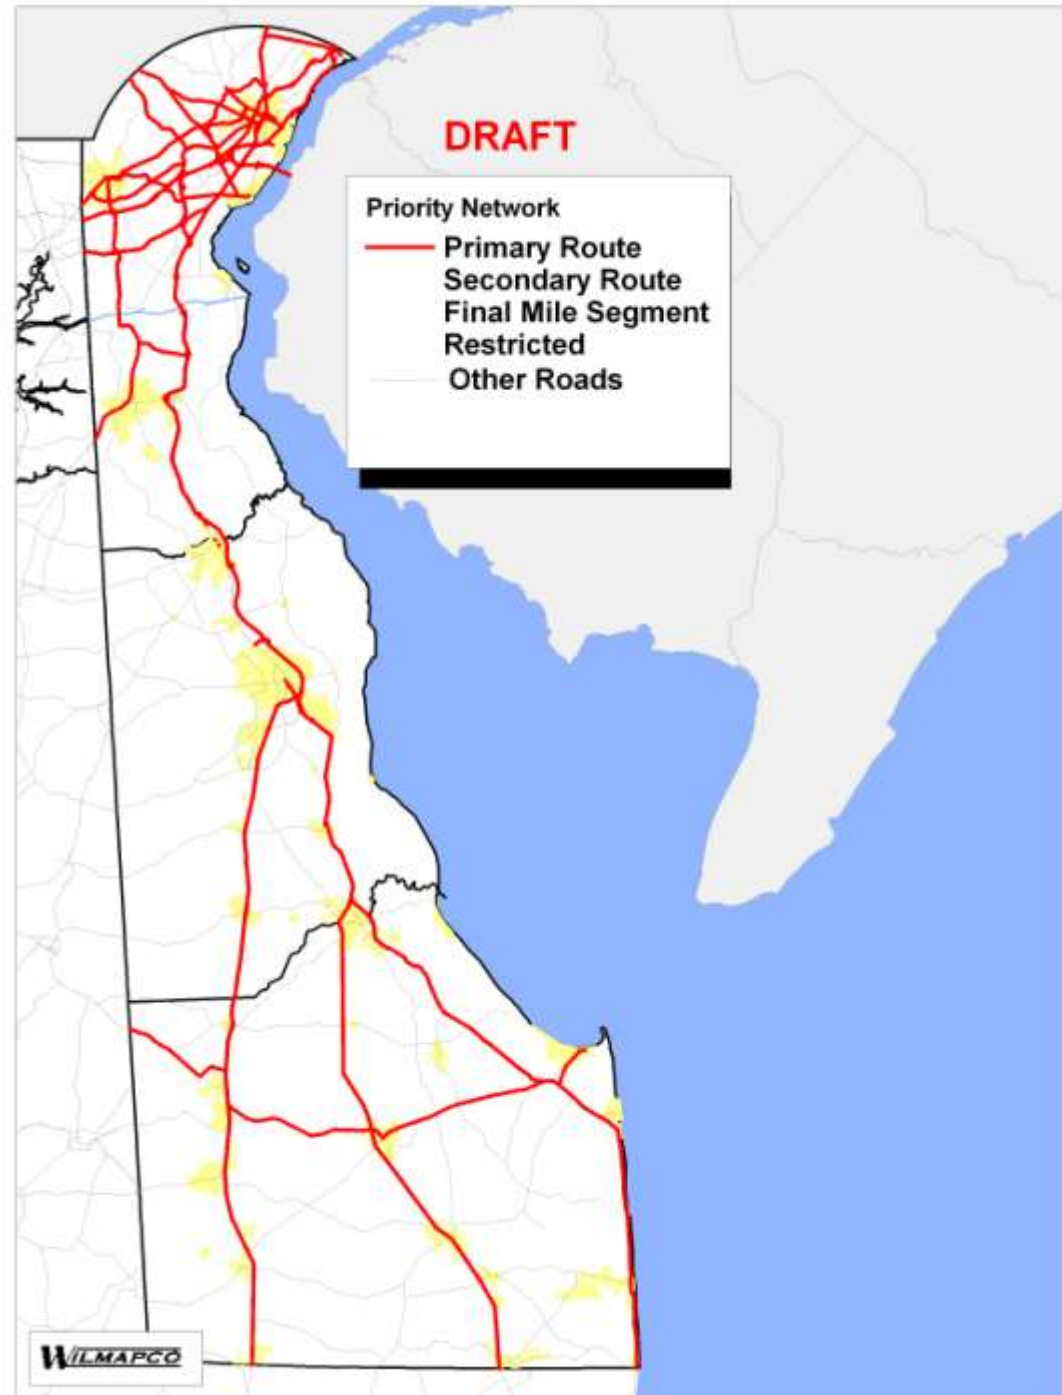 DRAFT
Priority Network
Primary Route
Secondary Route
Final Mile Segment
Restricted
Other Roads
WILMAPCO